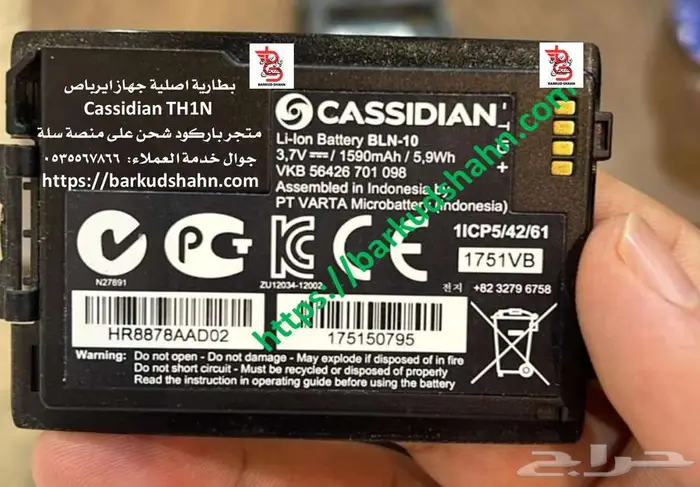 BARKUD SHAHN
BARKUD SHAHN
بطارية اصلية جهاز ايرباص
Cassidian TH1N
متجر باركود شحن على منصة سلة
جوال خدمة العملاء: ٠٥٣٥٥٦٧٨٦٦
https://barkudshahn.com
CASSIDIAN
Li-Ion Battery BLN-10
3,7V / 1590mAh / 5,9Wh
VKB 56426 701 098
Assembled in Indonesia by
PT VARTA Microbattery (Indonesia)
- +
1ICP5/42/61
1751VB
전지 +82 3279 6758
N27891
ZU12034-12002
CE
HR8878AAD02
175150795
Warning: Do not open - Do not damage - May explode if disposed of in fire
Do not short circuit - Must be recycled or disposed of properly
Read the instruction in operating guide before using the battery
https://barkudshahn.com
حراج